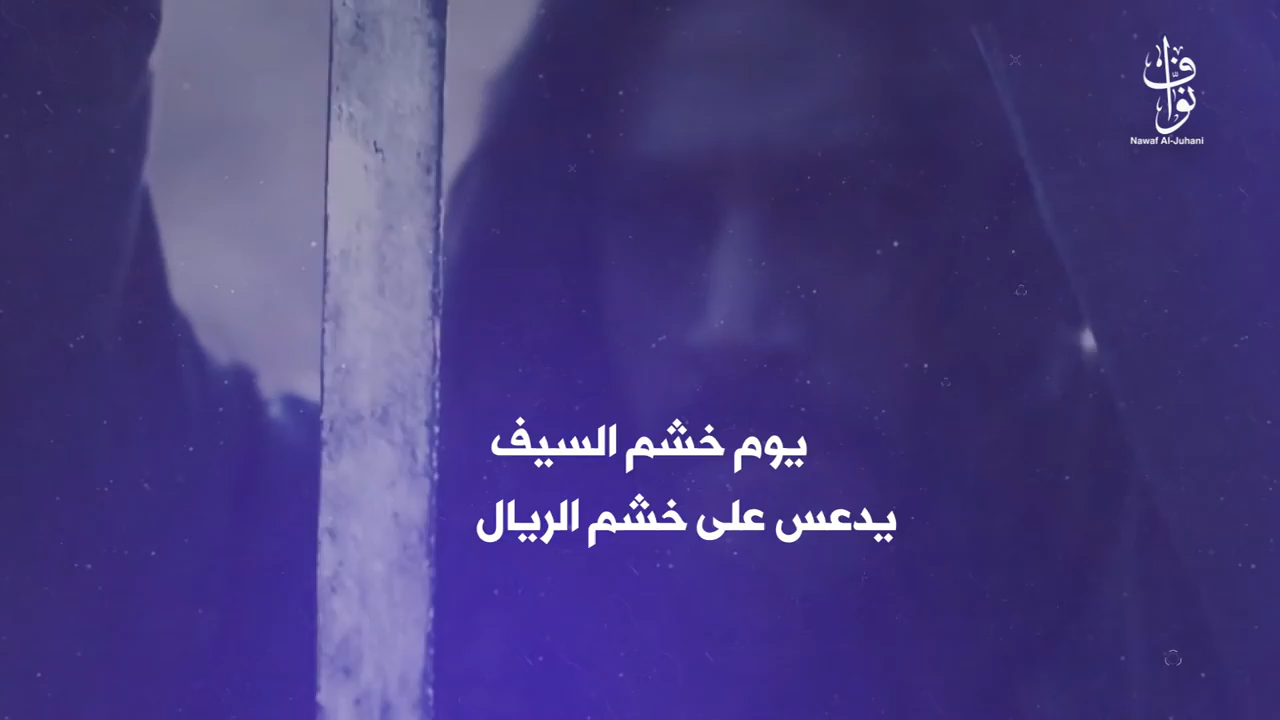 نواف
Nawaf Al-Juhani
يوم خشم السيف
يدعس على خشم الريال